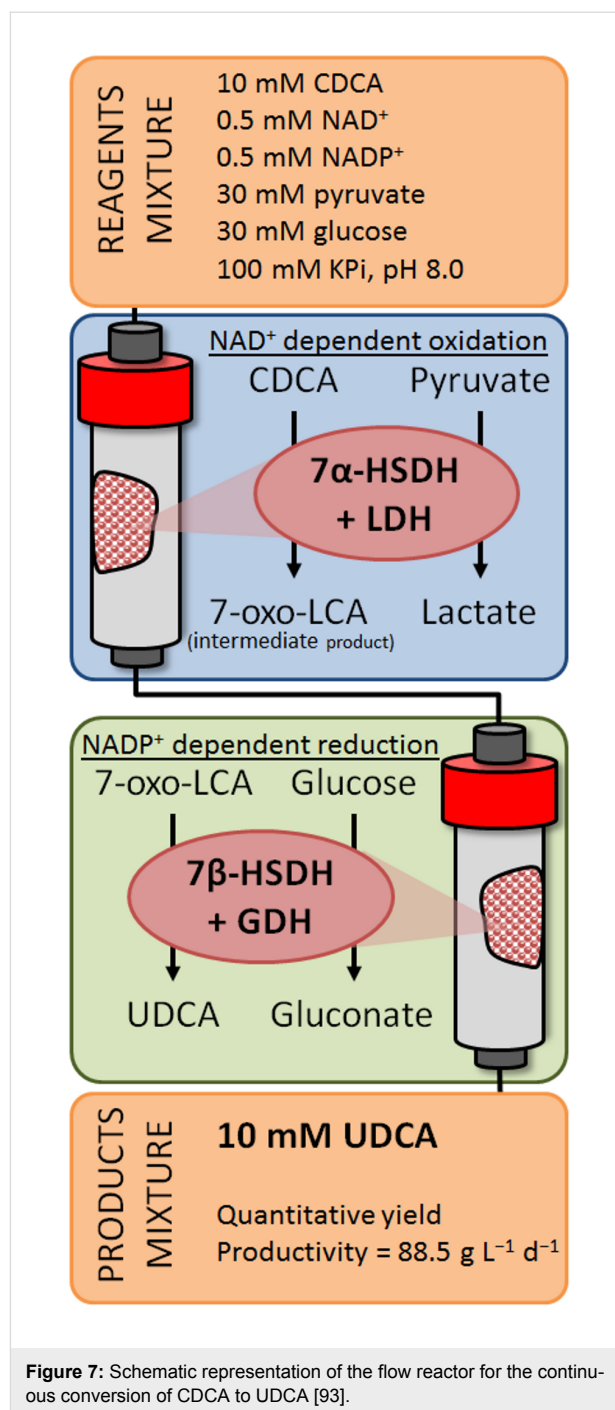 REAGENTS
MIXTURE
10 mM CDCA
0.5 mM NAD⁺
0.5 mM NADP⁺
30 mM pyruvate
30 mM glucose
100 mM KPi, pH 8.0
NAD⁺ dependent oxidation
CDCA Pyruvate
7α-HSDH
+ LDH
7-oxo-LCA Lactate
(intermediate product)
NADP⁺ dependent reduction
7-oxo-LCA Glucose
7β-HSDH
+ GDH
UDCA Gluconate
PRODUCTS
MIXTURE
10 mM UDCA
Quantitative yield
Productivity = 88.5 g L⁻¹ d⁻¹
Figure 7: Schematic representation of the flow reactor for the continu-
ous conversion of CDCA to UDCA [93].